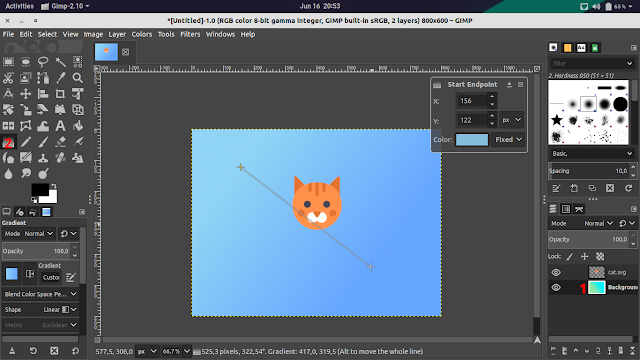 Activities Gimp-2.10 Jun 16 20:53 65 %
*[Untitled]-1.0 (RGB color 8-bit gamma integer, GIMP built-in sRGB, 2 layers) 800x600 – GIMP
File Edit Select View Image Layer Colors Tools Filters Windows Help
Start Endpoint
X: 156
Y: 122 px
Color: Fixed
filter
2. Hardness 050 (51 × 51)
Basic,
Spacing 10,0
Gradient
Mode Normal
Opacity 100,0
Gradient
Custo
Blend Color Space Pe...
Shape Linear
Metric Euclidean
Mode Normal
Opacity 100,0
Lock:
cat.svg
1 Background
577,5, 306,0 px 66.7 % 525,3 pixels, 322,54°. Gradient: 417,0, 319,5 (Alt to move the whole line)